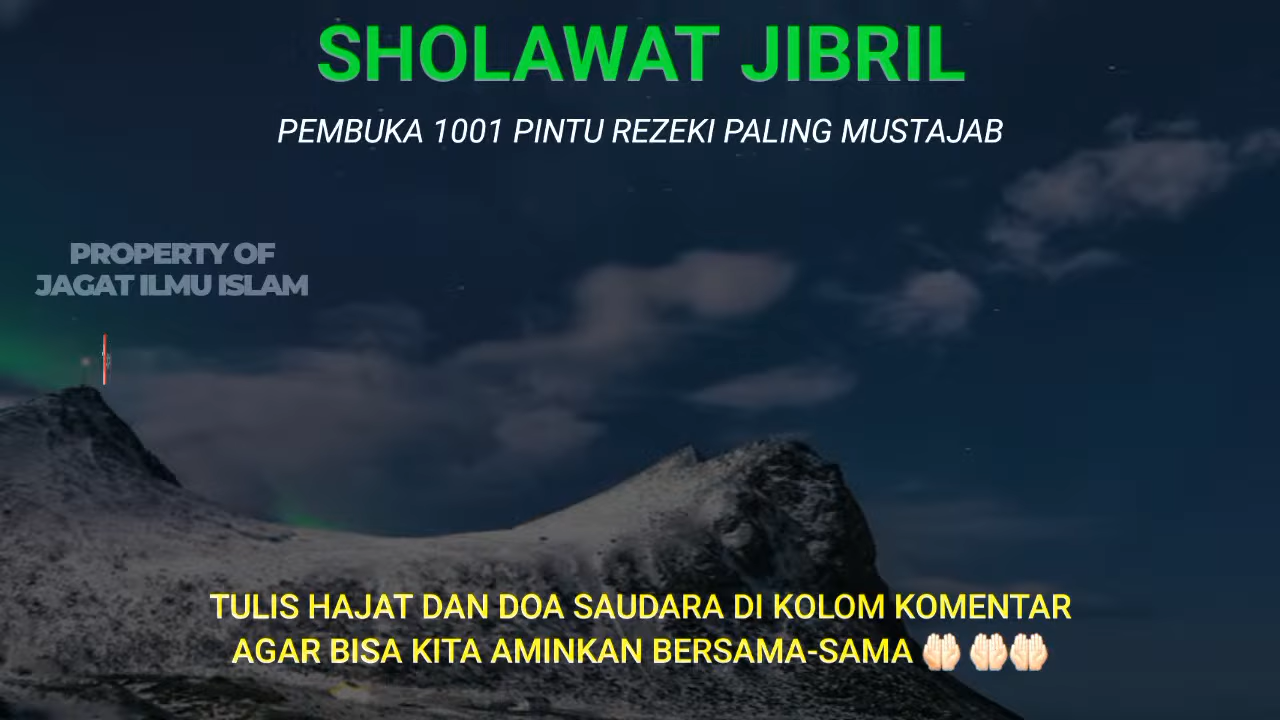 SHOLAWAT JIBRIL
PEMBUKA 1001 PINTU REZEKI PALING MUSTAJAB
PROPERTY OF
JAGAT ILMU ISLAM
TULIS HAJAT DAN DOA SAUDARA DI KOLOM KOMENTAR
AGAR BISA KITA AMINKAN BERSAMA-SAMA 🤲🏻 🤲🏻🤲🏻